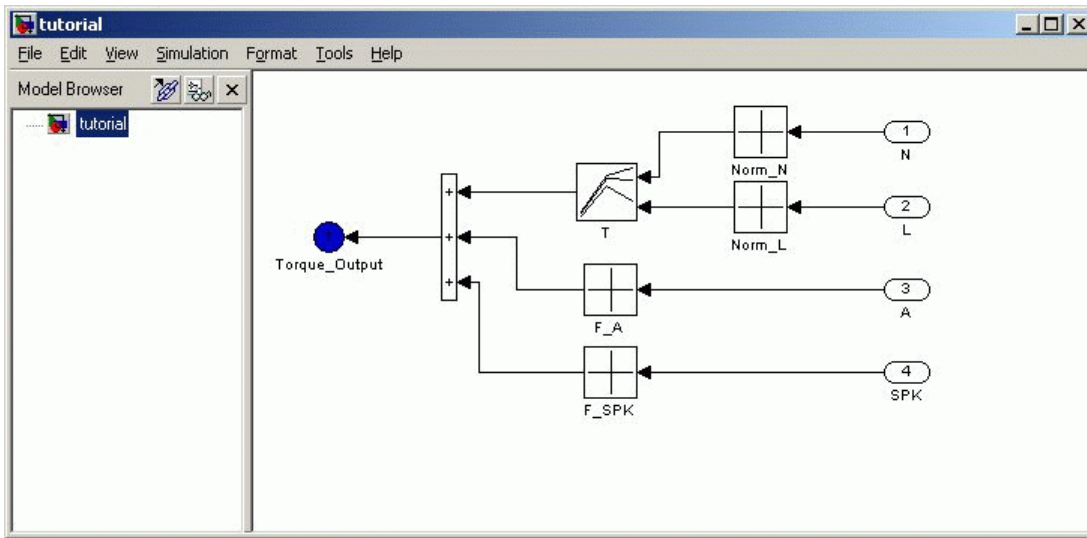 tutorial
File Edit View Simulation Format Tools Help
Model Browser
tutorial
1
N
Norm_N
2
L
Norm_L
T
+
+
+
Torque_Output
3
A
F_A
4
SPK
F_SPK